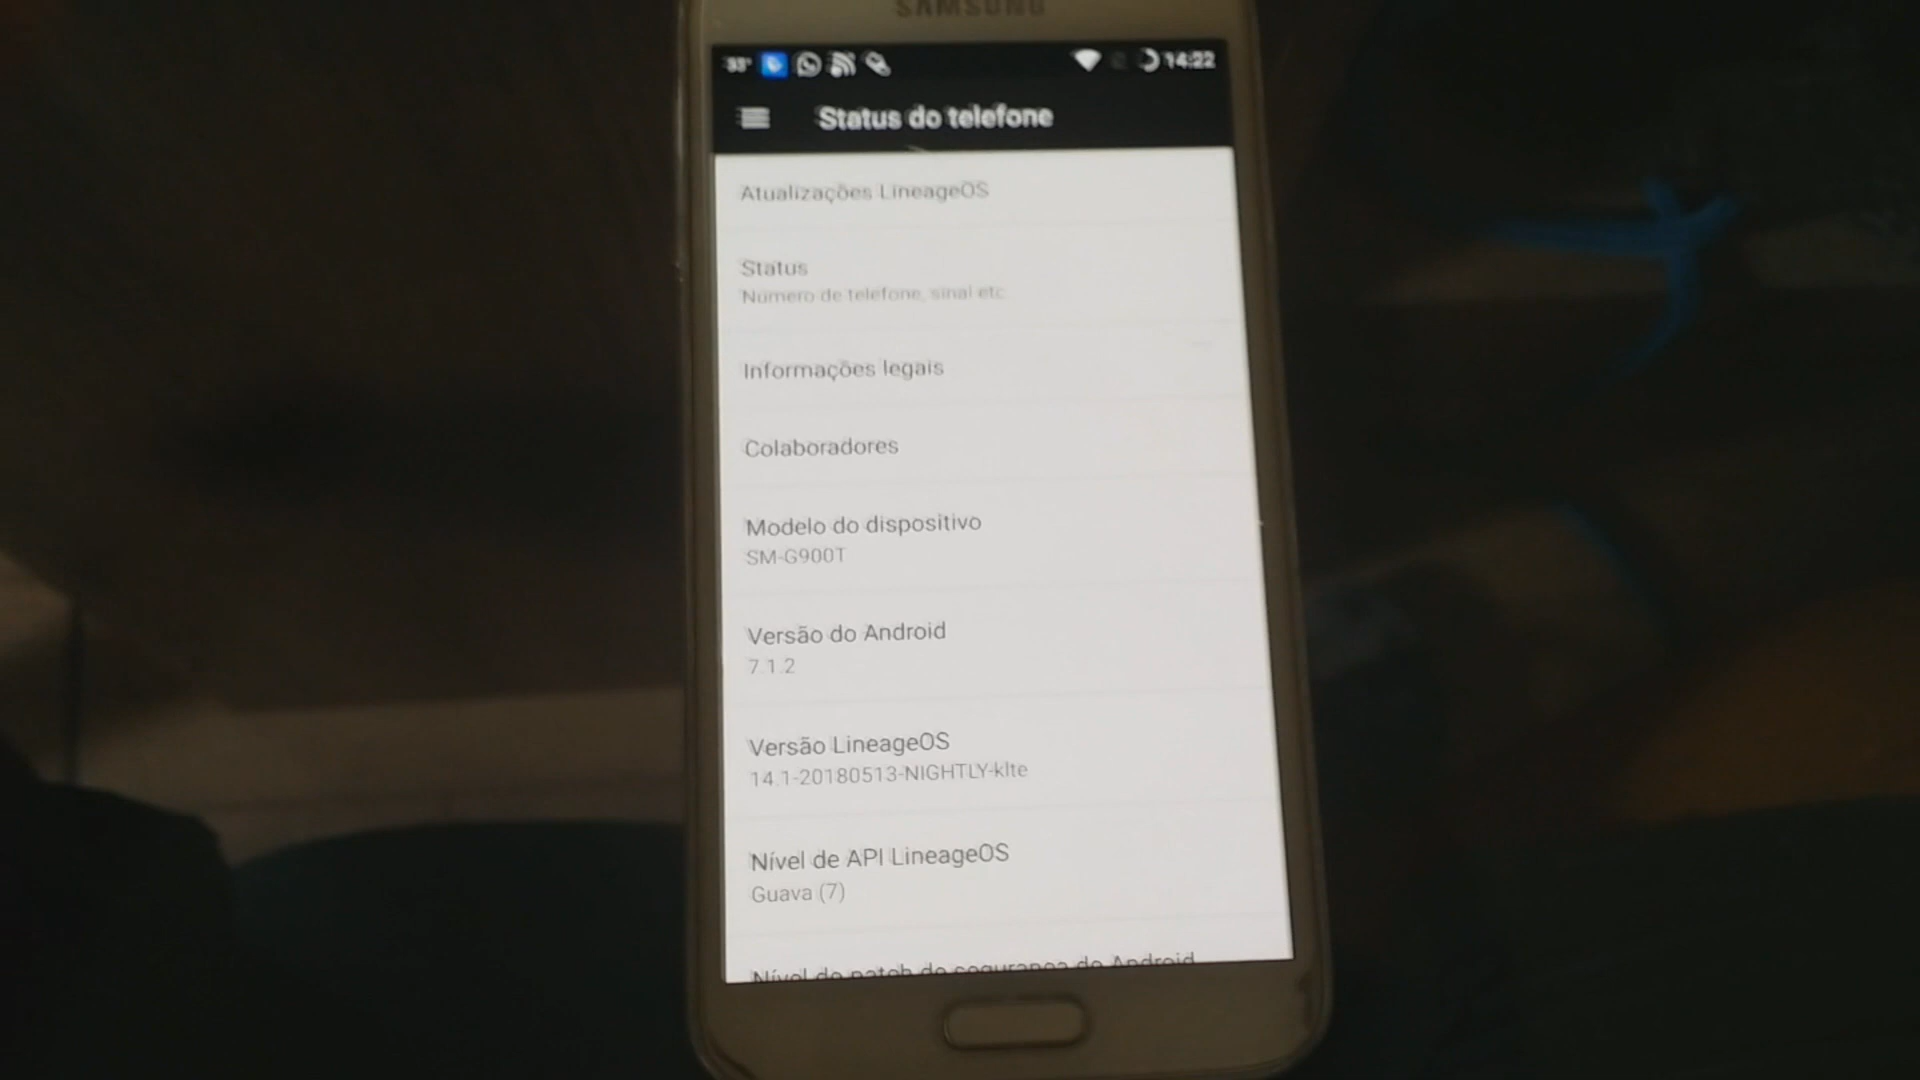 SAMSUNG
33° 14:22
Status do telefone
Atualizações LineageOS
Status
Número de telefone, sinal etc
Informações legais
Colaboradores
Modelo do dispositivo
SM-G900T
Versão do Android
7.1.2
Versão LineageOS
14.1-20180513-NIGHTLY-klte
Nível de API LineageOS
Guava (7)
Nível do patch de segurança do Android